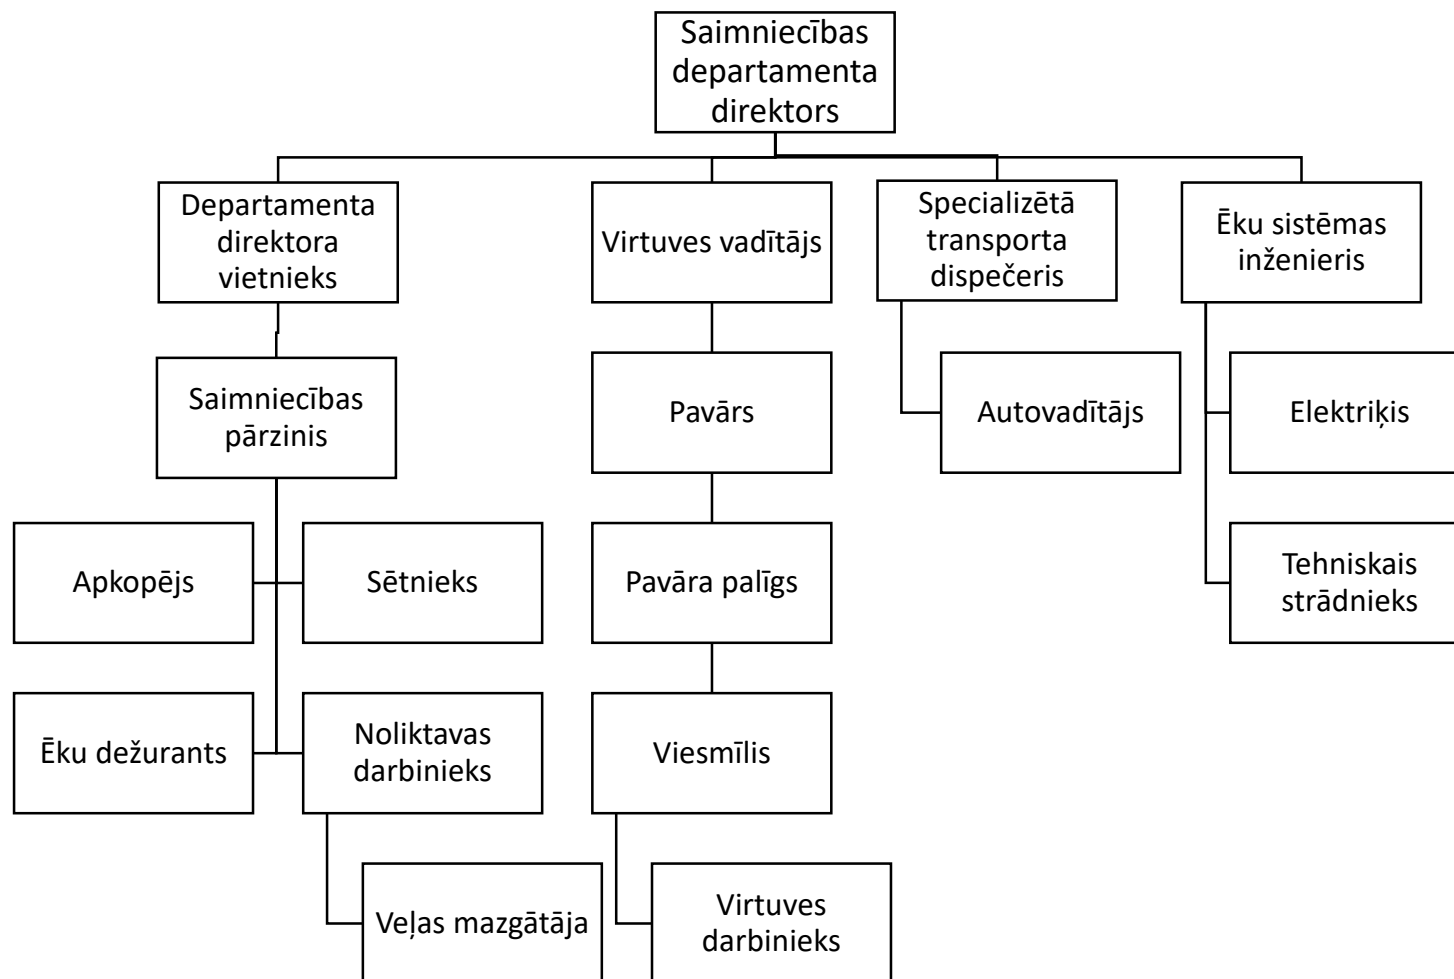 Saimniecības
departamenta
direktors
Departamenta
direktora
vietnieks
Virtuves vadītājs
Specializētā
transporta
dispečeris
Ēku sistēmas
inženieris
Saimniecības
pārzinis
Pavārs
Autovadītājs
Elektriķis
Apkopējs
Sētnieks
Pavāra palīgs
Tehniskais
strādnieks
Ēku dežurants
Noliktavas
darbinieks
Viesmīlis
Veļas mazgātāja
Virtuves
darbinieks